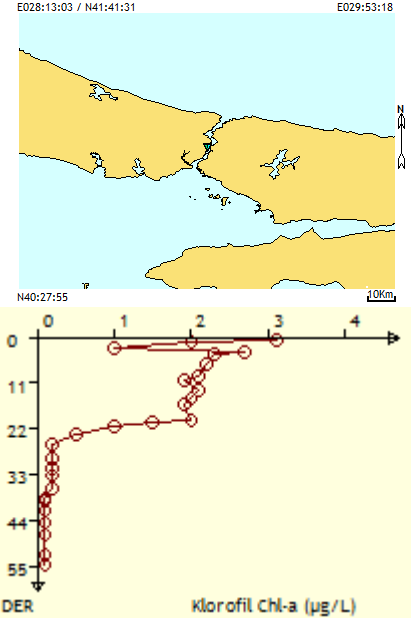 E028:13:03 / N41:41:31 E029:53:18
N
N40:27:55 10Km
0 1 2 3 4
0
11
22
33
44
55
DER Klorofil Chl-a (µg/L)